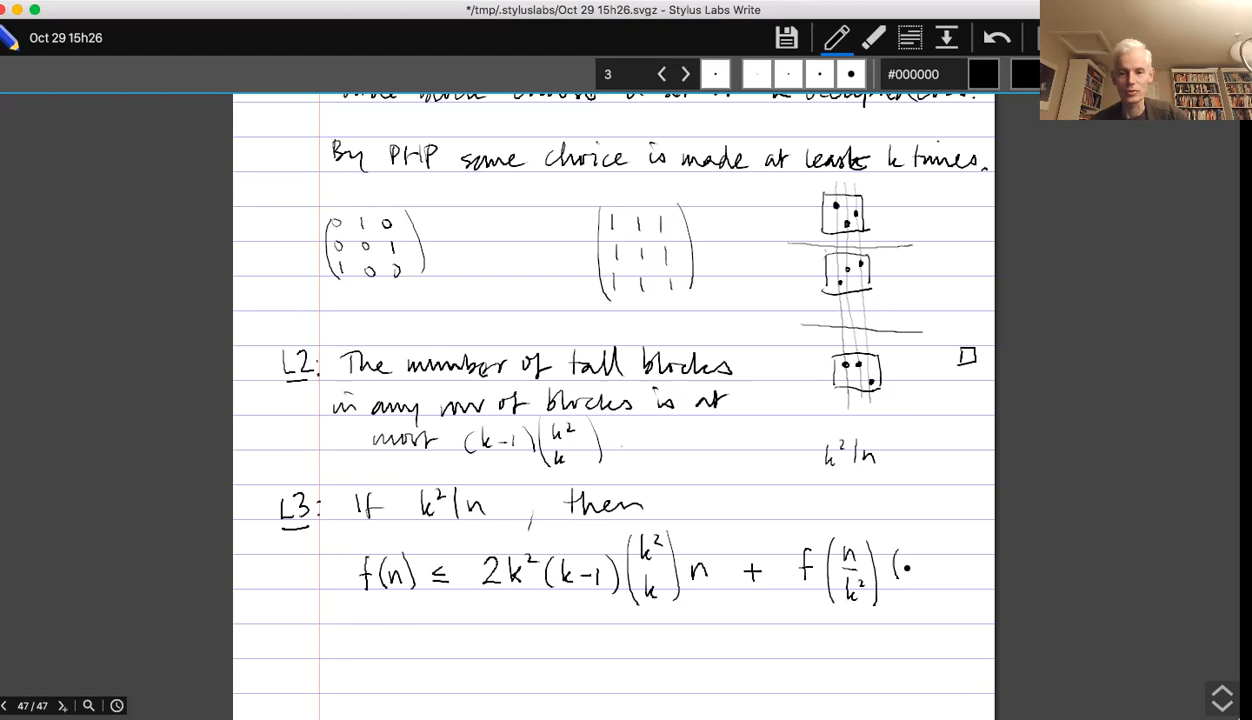 */tmp/.styluslabs/Oct 29 15h26.svgz - Stylus Labs Write
Oct 29 15h26
3
#000000
By PHP some choice is made at least k times.
( 0 1 0
0 0 1
1 0 0 )
( 1 1 1
1 1 1
1 1 1 )
L2: The number of tall blocks □
in any row of blocks is at
most (k-1)(k² k)
k²|n
L3: If k²|n, then
f(n) ≤ 2k²(k-1)(k² k)n + f(n/k²)(
47/47